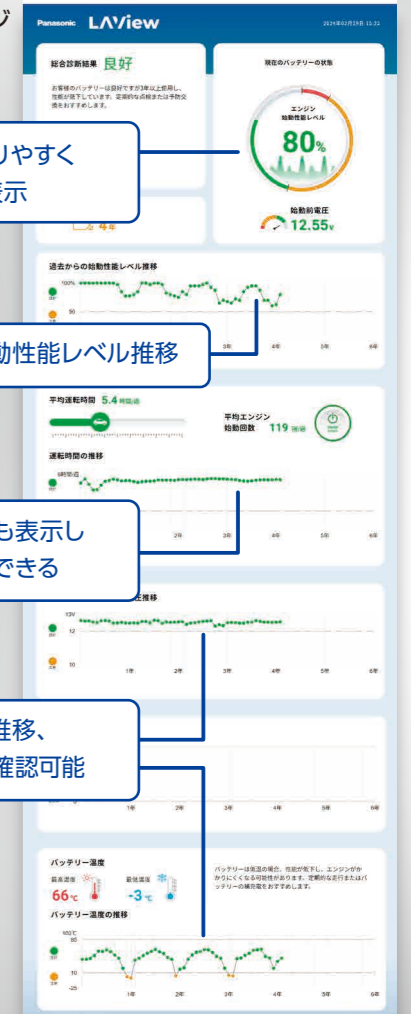 ジ
Panasonic LAView
2024年02月29日 15:32
総合診断結果 良好
お客様のバッテリーは良好ですが3年以上使用し、
性能が低下しています。定期的な点検または予防交
換をおすすめします。
現在のバッテリーの状態
エンジン
始動性能レベル
80%
始動前電圧
12.55v
りやすく
表示
4年
過去からの始動性能レベル推移
100%
50
3年 4年 5年 6年
動性能レベル推移
平均運転時間 5.4 時間/週
平均エンジン
始動回数 119 回/週
運転時間の推移
6時間/週
2年 3年 4年 5年 6年
も表示し
できる
圧推移
13V
12
10
1年 2年 3年 4年 5年 6年
推移、
確認可能
1年 2年 3年 4年 5年 6年
バッテリー温度
最高温度
66℃
最低温度
-3℃
バッテリーは低温の場合、性能が低下し、エンジンがか
かりにくくなる可能性があります。定期的な走行またはバ
ッテリーの補充電をおすすめします。
バッテリー温度の推移
100℃
80
10
-25
1年 2年 3年 4年 5年 6年